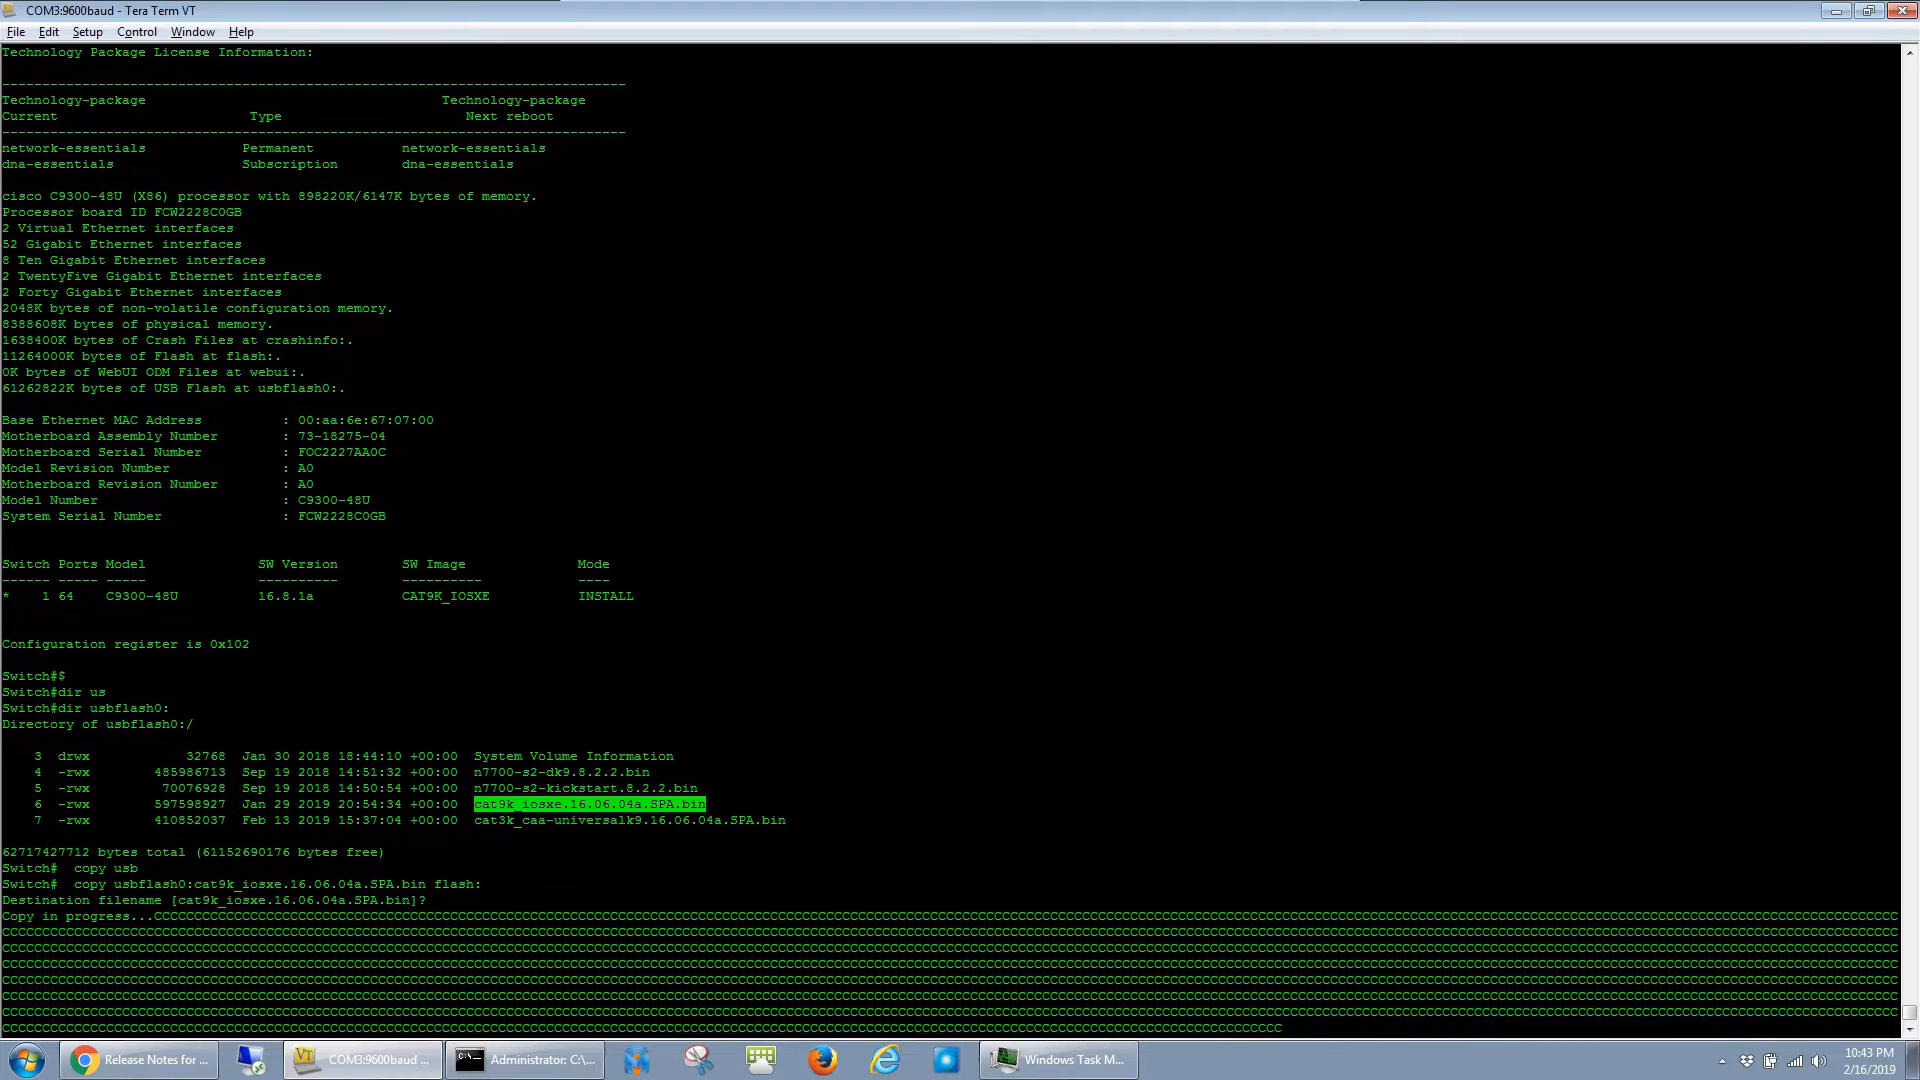 COM3:9600baud - Tera Term VT
File Edit Setup Control Window Help
Technology Package License Information:
------------------------------------------------------------------------------
Technology-package Technology-package
Current Type Next reboot
------------------------------------------------------------------------------
network-essentials Permanent network-essentials
dna-essentials Subscription dna-essentials
cisco C9300-48U (X86) processor with 898220K/6147K bytes of memory.
Processor board ID FCW2228C0GB
2 Virtual Ethernet interfaces
52 Gigabit Ethernet interfaces
8 Ten Gigabit Ethernet interfaces
2 TwentyFive Gigabit Ethernet interfaces
2 Forty Gigabit Ethernet interfaces
2048K bytes of non-volatile configuration memory.
8388608K bytes of physical memory.
1638400K bytes of Crash Files at crashinfo:.
11264000K bytes of Flash at flash:.
0K bytes of WebUI ODM Files at webui:.
61262822K bytes of USB Flash at usbflash0:.
Base Ethernet MAC Address : 00:aa:6e:67:07:00
Motherboard Assembly Number : 73-18275-04
Motherboard Serial Number : FOC2227AA0C
Model Revision Number : A0
Motherboard Revision Number : A0
Model Number : C9300-48U
System Serial Number : FCW2228C0GB
Switch Ports Model SW Version SW Image Mode
------ ----- ----- ---------- ---------- ----
* 1 64 C9300-48U 16.8.1a CAT9K_IOSXE INSTALL
Configuration register is 0x102
Switch#$
Switch#dir us
Switch#dir usbflash0:
Directory of usbflash0:/
3 drwx 32768 Jan 30 2018 18:44:10 +00:00 System Volume Information
4 -rwx 485986713 Sep 19 2018 14:51:32 +00:00 n7700-s2-dk9.8.2.2.bin
5 -rwx 70076928 Sep 19 2018 14:50:54 +00:00 n7700-s2-kickstart.8.2.2.bin
6 -rwx 597598927 Jan 29 2019 20:54:34 +00:00 cat9k_iosxe.16.06.04a.SPA.bin
7 -rwx 410852037 Feb 13 2019 15:37:04 +00:00 cat3k_caa-universalk9.16.06.04a.SPA.bin
62717427712 bytes total (61152690176 bytes free)
Switch# copy usb
Switch# copy usbflash0:cat9k_iosxe.16.06.04a.SPA.bin flash:
Destination filename [cat9k_iosxe.16.06.04a.SPA.bin]?
Copy in progress...
Release Notes for ... COM3:9600baud ... Administrator: C:\... Windows Task M... 10:43 PM
2/16/2019